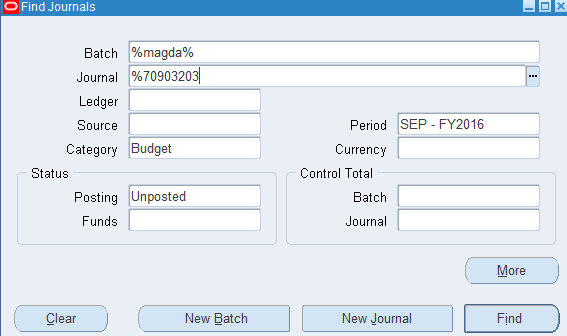 Find Journals
Batch %magda%
Journal %70903203 ...
Ledger
Source Period SEP - FY2016
Category Budget Currency
Status Control Total
Posting Unposted Batch
Funds Journal
More
Clear New Batch New Journal Find